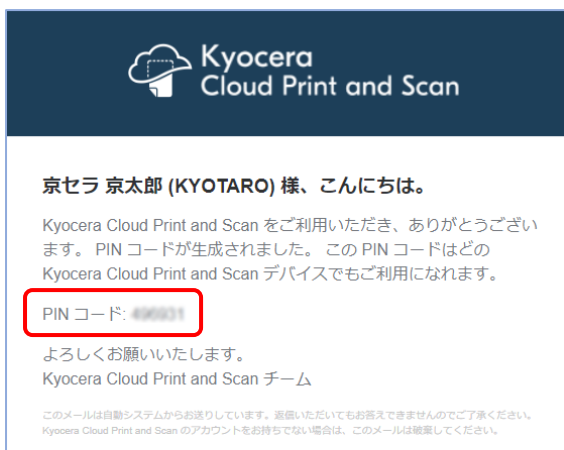 Kyocera
Cloud Print and Scan
京セラ 京太郎 (KYOTARO) 様、こんにちは。
Kyocera Cloud Print and Scan をご利用いただき、ありがとうござい
ます。 PIN コードが生成されました。 この PIN コードはどの
Kyocera Cloud Print and Scan デバイスでもご利用になれます。
PIN コード:
よろしくお願いいたします。
Kyocera Cloud Print and Scan チーム
このメールは自動システムからお送りしています。返信いただいてもお答えできませんのでご了承ください。
Kyocera Cloud Print and Scan のアカウントをお持ちでない場合は、このメールは破棄してください。